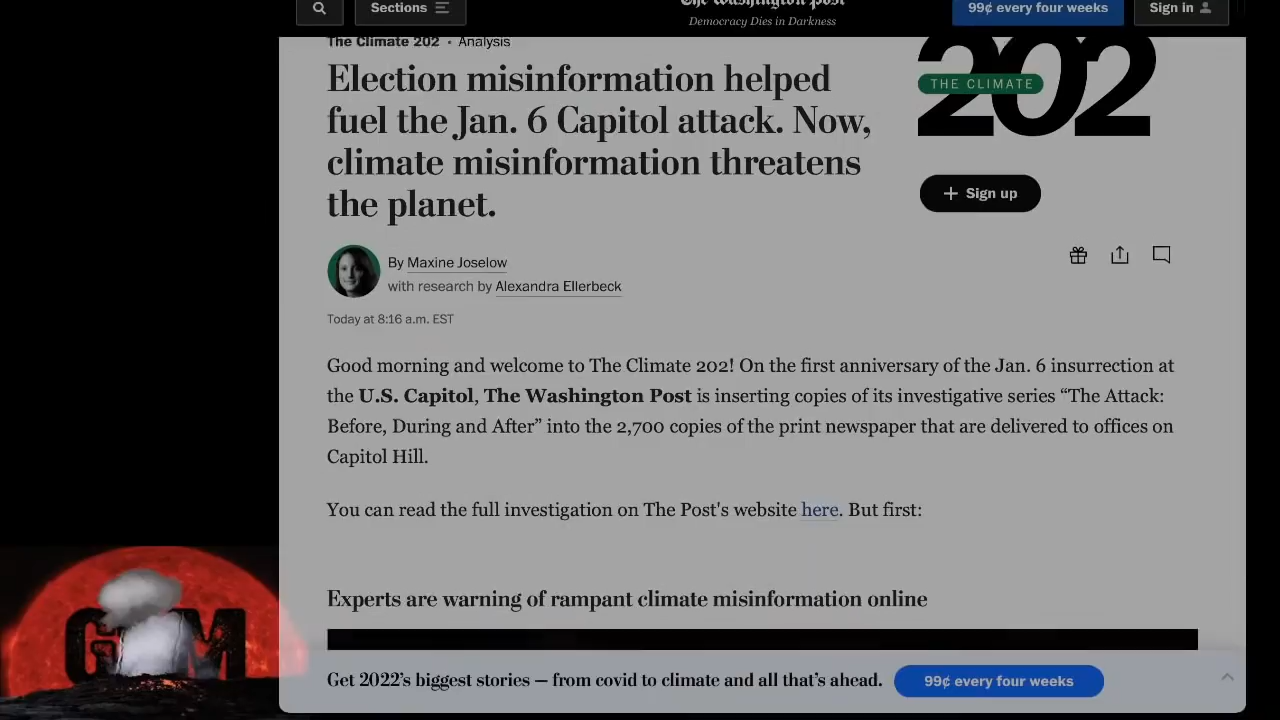 Sections
The Washington Post
Democracy Dies in Darkness
99¢ every four weeks
Sign in
The Climate 202 • Analysis
Election misinformation helped
fuel the Jan. 6 Capitol attack. Now,
climate misinformation threatens
the planet.
202
THE CLIMATE
Sign up
By Maxine Joselow
with research by Alexandra Ellerbeck
Today at 8:16 a.m. EST
Good morning and welcome to The Climate 202! On the first anniversary of the Jan. 6 insurrection at
the U.S. Capitol, The Washington Post is inserting copies of its investigative series “The Attack:
Before, During and After” into the 2,700 copies of the print newspaper that are delivered to offices on
Capitol Hill.
You can read the full investigation on The Post's website here. But first:
Experts are warning of rampant climate misinformation online
Get 2022’s biggest stories — from covid to climate and all that’s ahead.
99¢ every four weeks